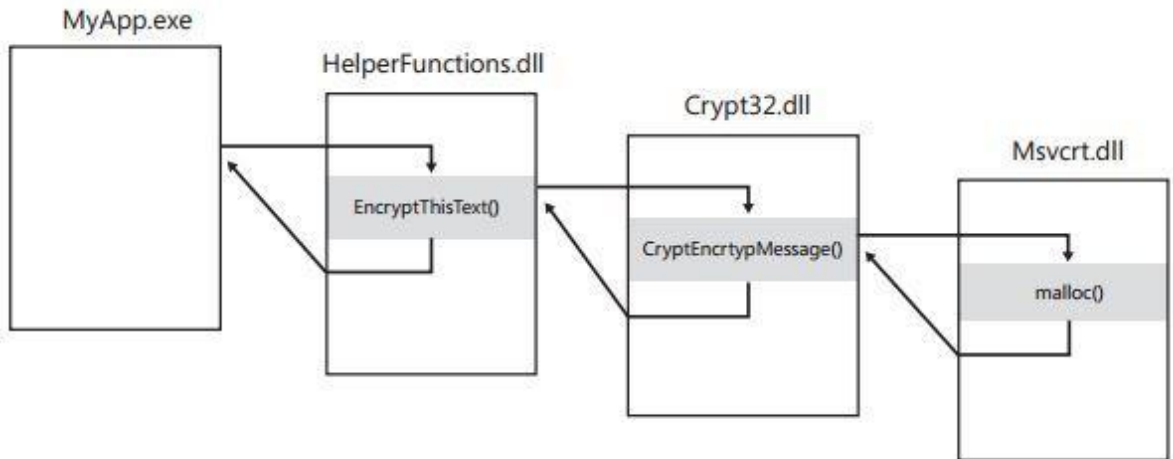 MyApp.exe
HelperFunctions.dll
Crypt32.dll
Msvcrt.dll
EncryptThisText()
CryptEncrtypMessage()
malloc()